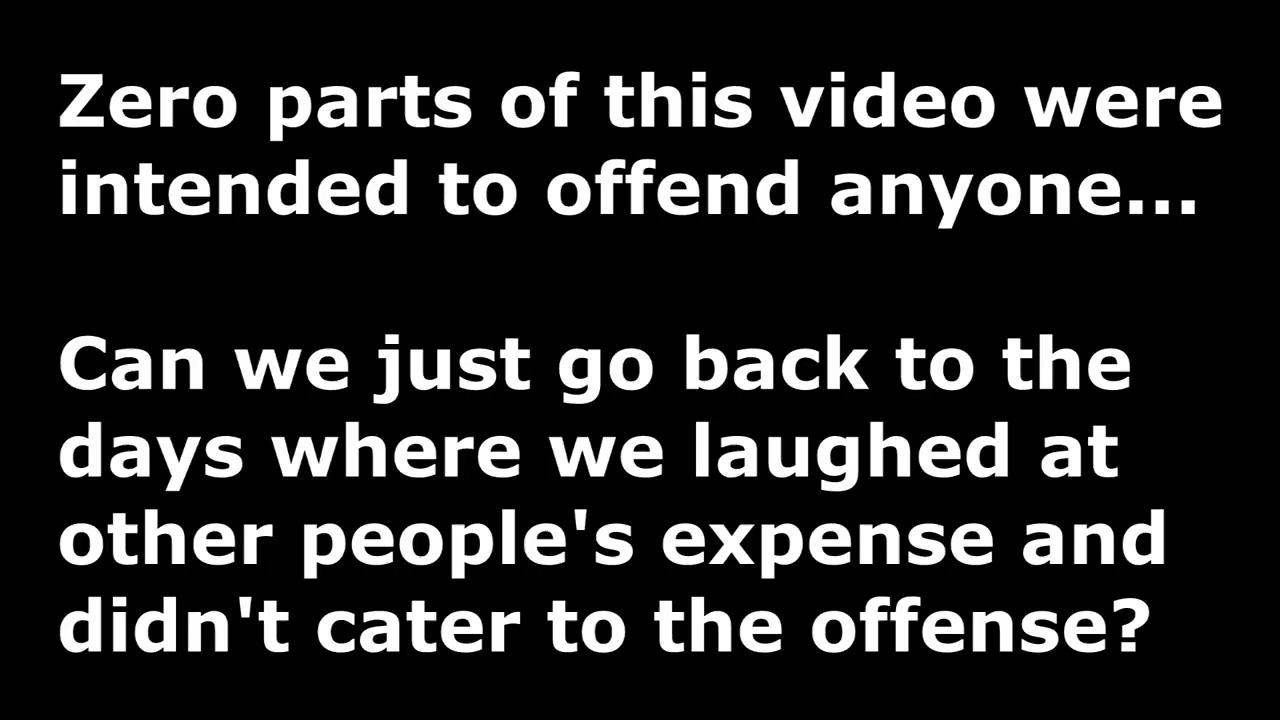 Zero parts of this video were
intended to offend anyone...
Can we just go back to the
days where we laughed at
other people's expense and
didn't cater to the offense?